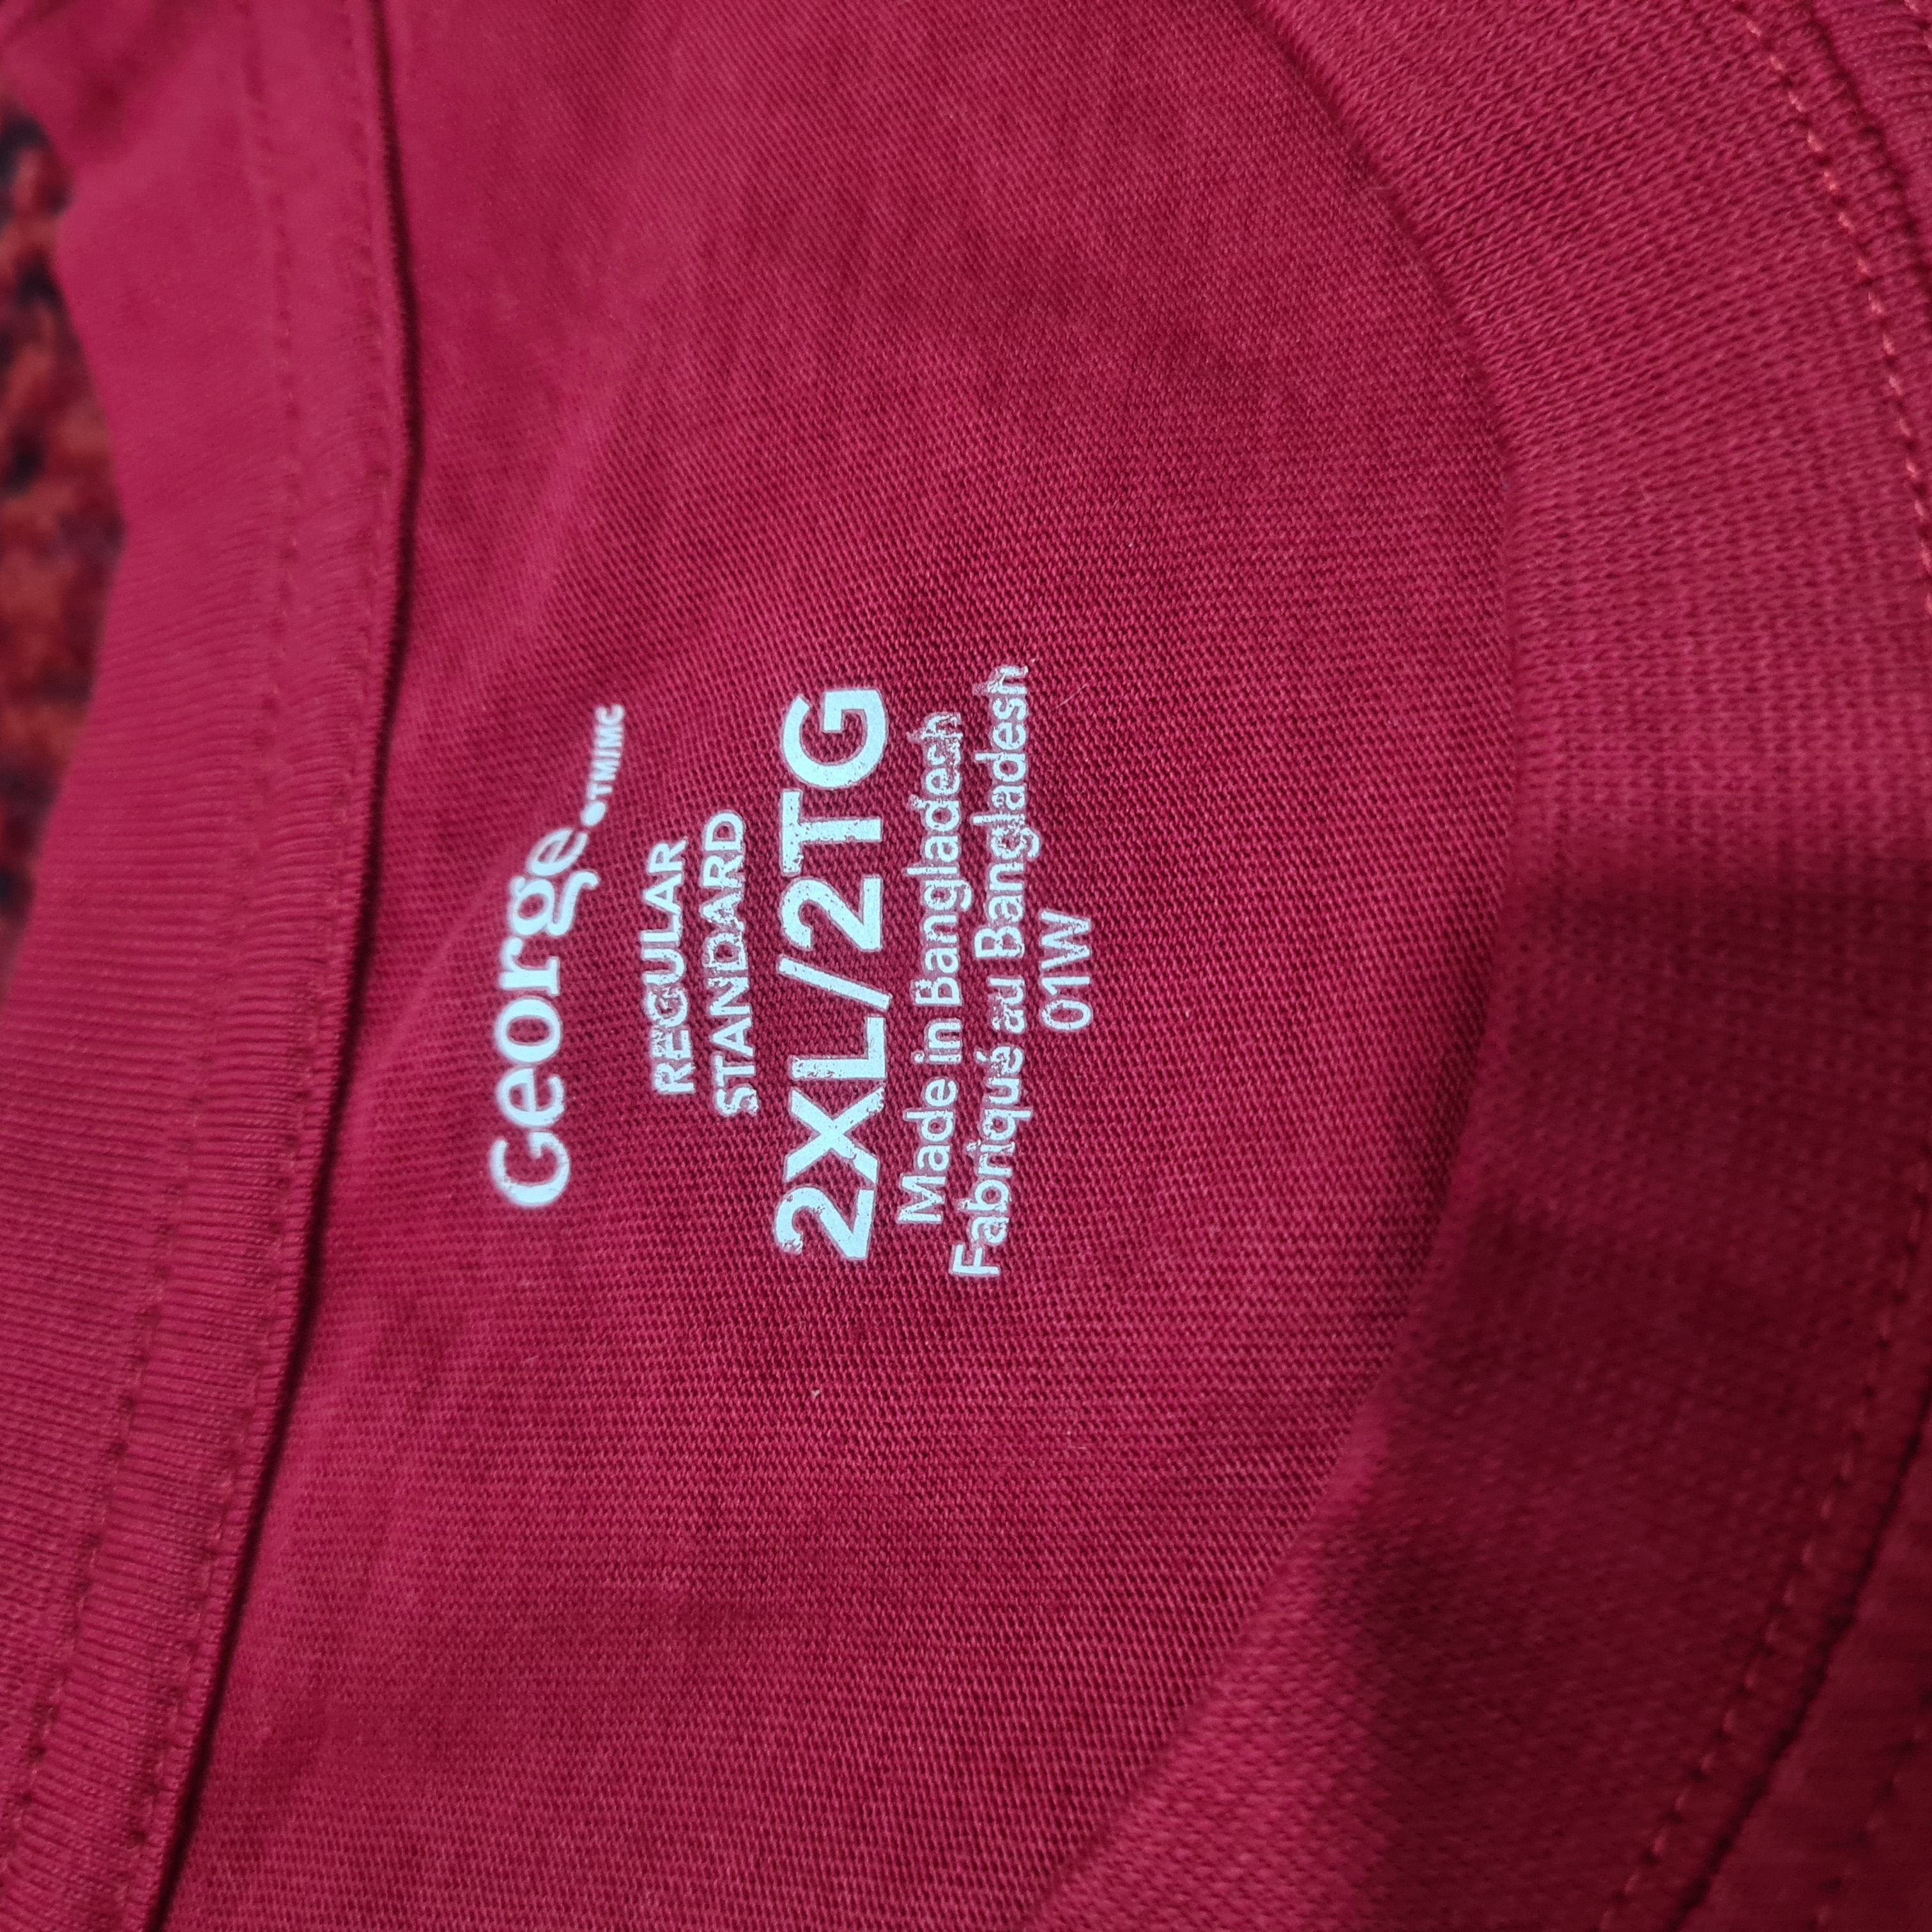 George.TM/MC
REGULAR
STANDARD
2XL/2TG
Made in Bangladesh
Fabriqué au Bangladesh
01W